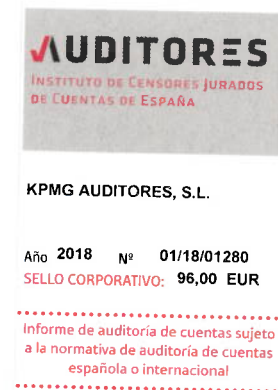 AUDITORES
INSTITUTO DE CENSORES JURADOS
DE CUENTAS DE ESPAÑA
KPMG AUDITORES, S.L.
Año 2018 Nº 01/18/01280
SELLO CORPORATIVO: 96,00 EUR
Informe de auditoría de cuentas sujeto
a la normativa de auditoría de cuentas
española o internacional